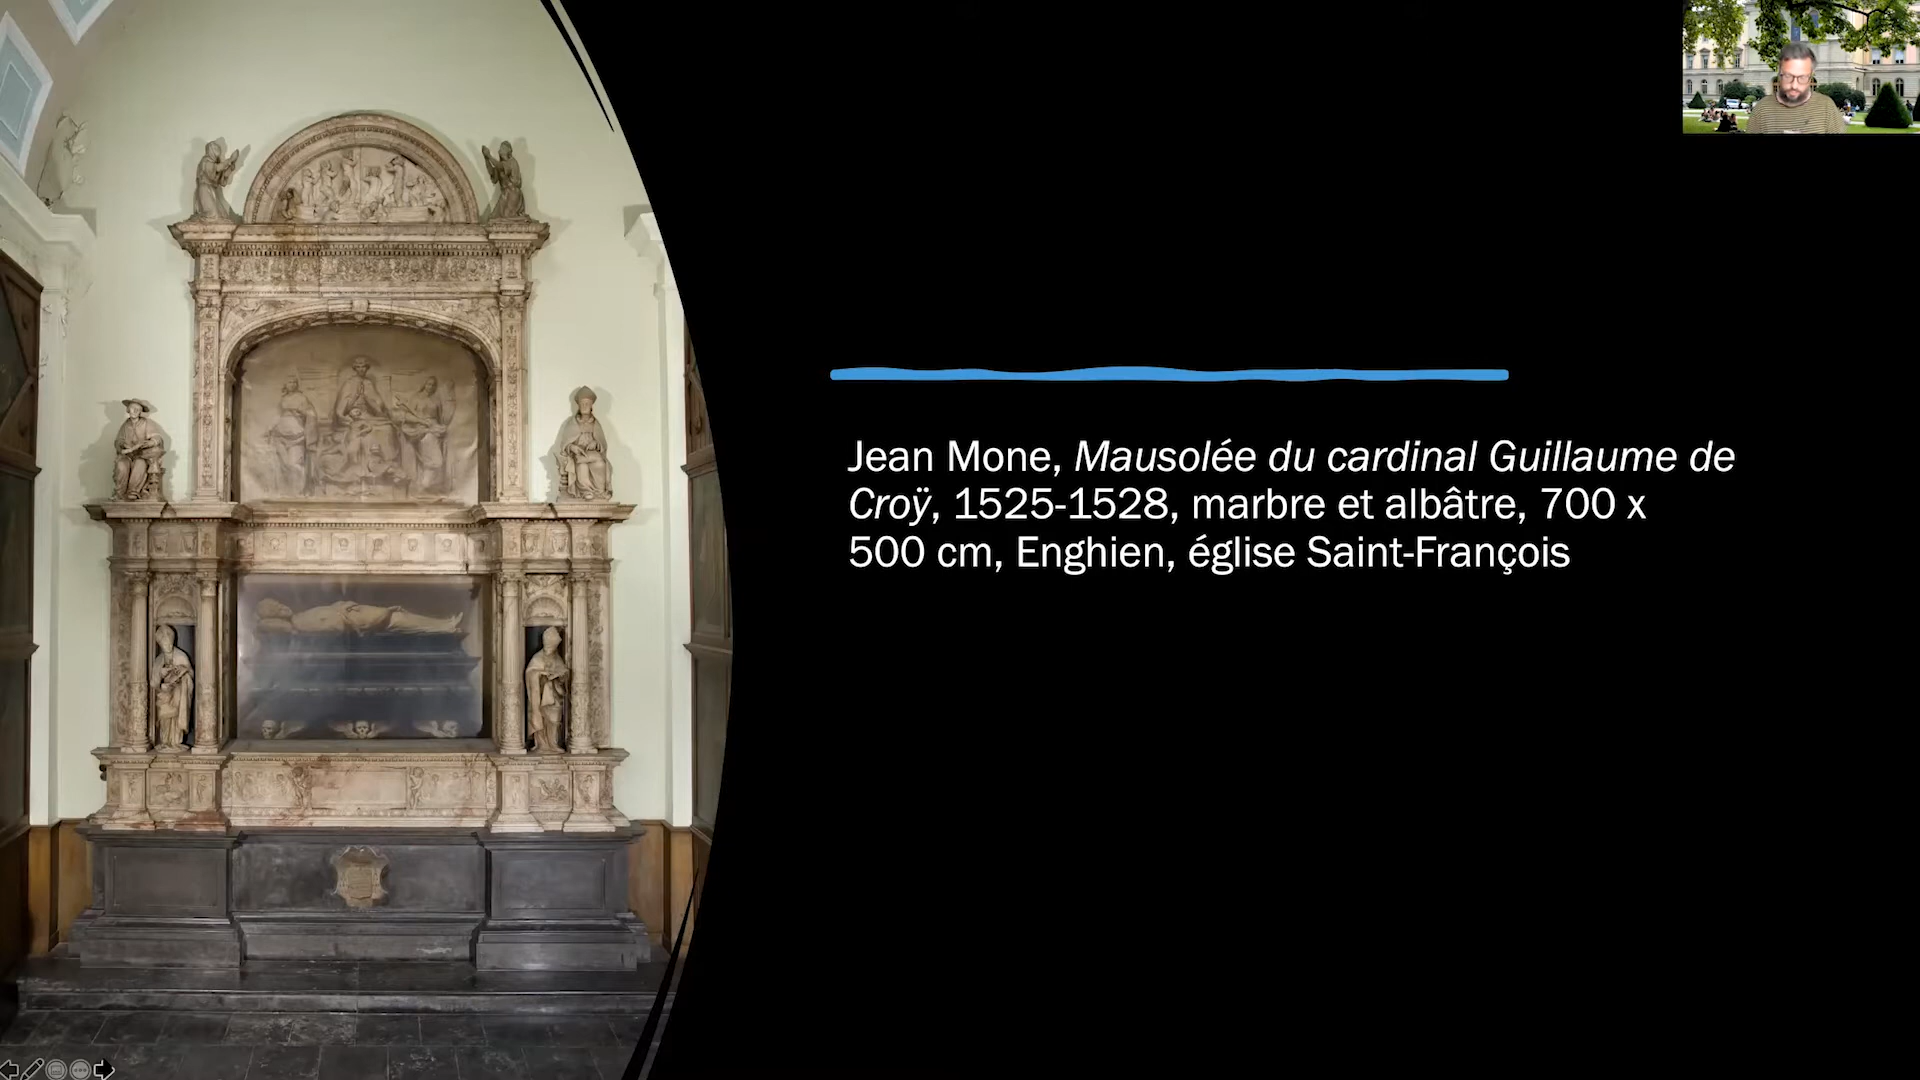 Jean Mone, Mausolée du cardinal Guillaume de
Croÿ, 1525-1528, marbre et albâtre, 700 x
500 cm, Enghien, église Saint-François